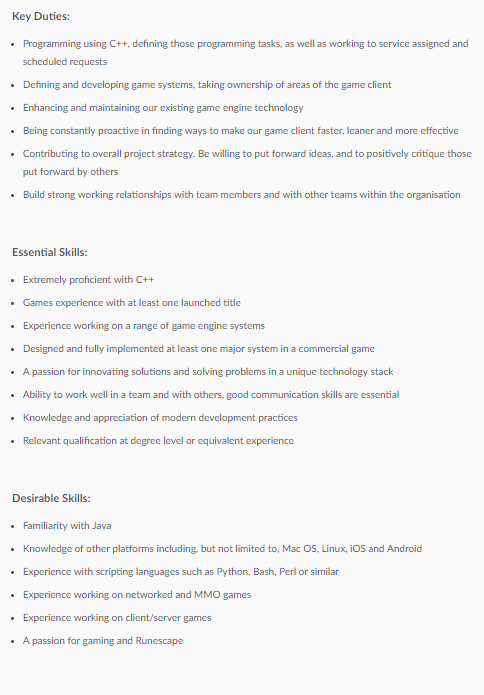 Key Duties:
• Programming using C++, defining those programming tasks, as well as working to service assigned and
scheduled requests
• Defining and developing game systems, taking ownership of areas of the game client
• Enhancing and maintaining our existing game engine technology
• Being constantly proactive in finding ways to make our game client faster, leaner and more effective
• Contributing to overall project strategy. Be willing to put forward ideas, and to positively critique those
put forward by others
• Build strong working relationships with team members and with other teams within the organisation
Essential Skills:
• Extremely proficient with C++
• Games experience with at least one launched title
• Experience working on a range of game engine systems
• Designed and fully implemented at least one major system in a commercial game
• A passion for innovating solutions and solving problems in a unique technology stack
• Ability to work well in a team and with others, good communication skills are essential
• Knowledge and appreciation of modern development practices
• Relevant qualification at degree level or equivalent experience
Desirable Skills:
• Familiarity with Java
• Knowledge of other platforms including, but not limited to, Mac OS, Linux, iOS and Android
• Experience with scripting languages such as Python, Bash, Perl or similar
• Experience working on networked and MMO games
• Experience working on client/server games
• A passion for gaming and Runescape